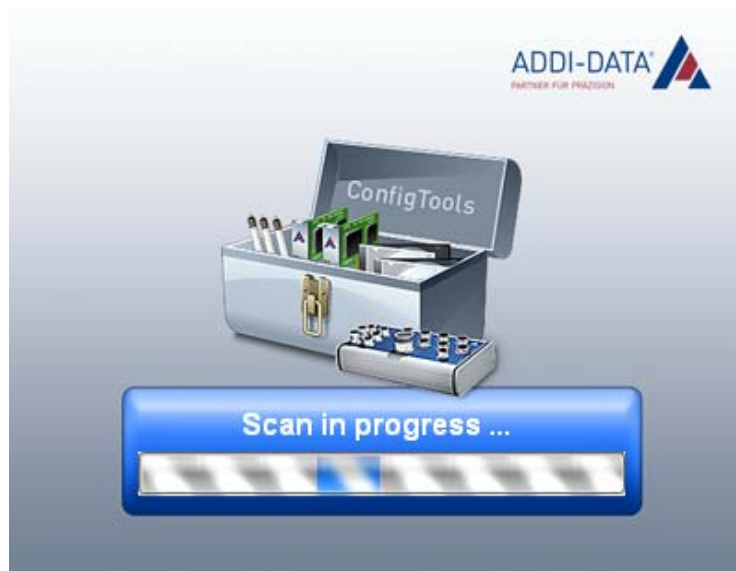 ADDI-DATA®
PARTNER FÜR PRÄZISION
ConfigTools
Scan in progress ...